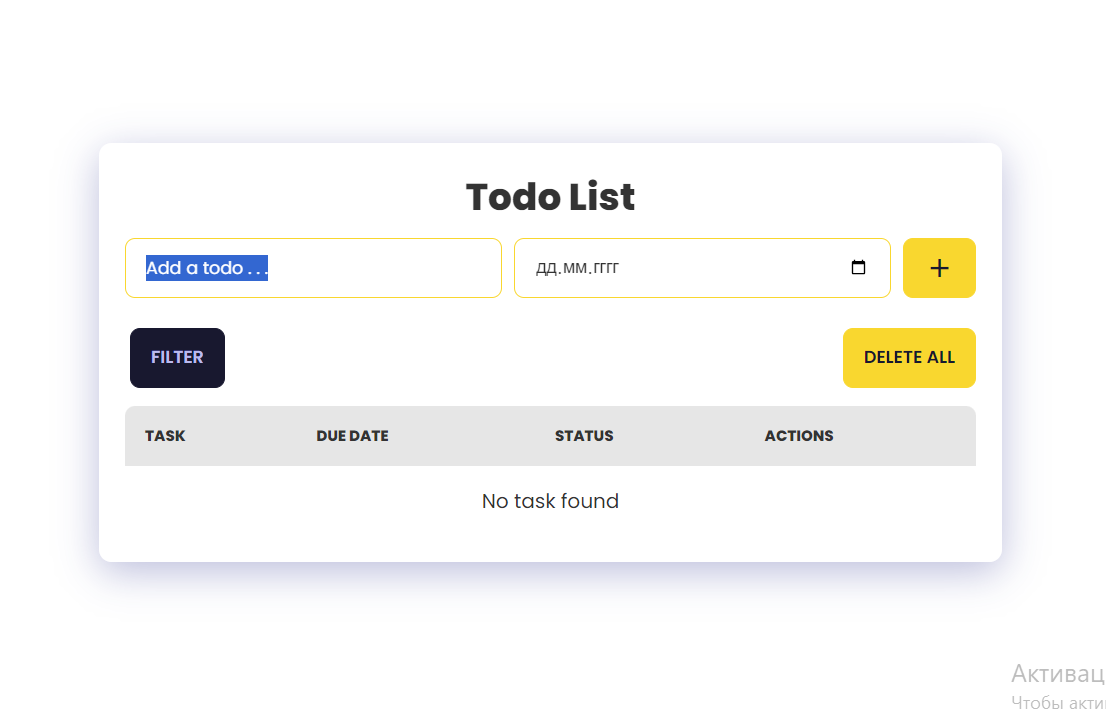 Todo List
Add a todo . . .
дд.мм.гггг
+
FILTER
DELETE ALL
TASK DUE DATE STATUS ACTIONS
No task found
Активац
Чтобы акти